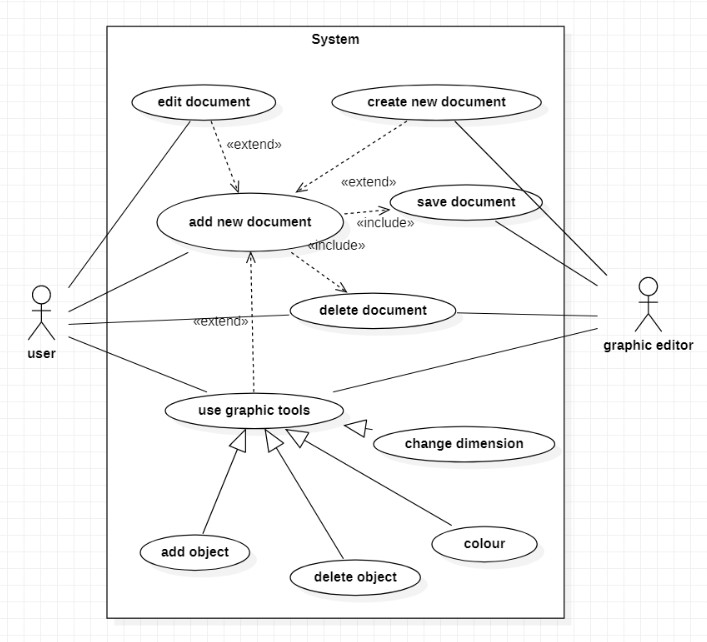 System
edit document
create new document
«extend»
«extend»
save document
add new document
«include»
«include»
delete document
«extend»
user
graphic editor
use graphic tools
change dimension
colour
add object
delete object